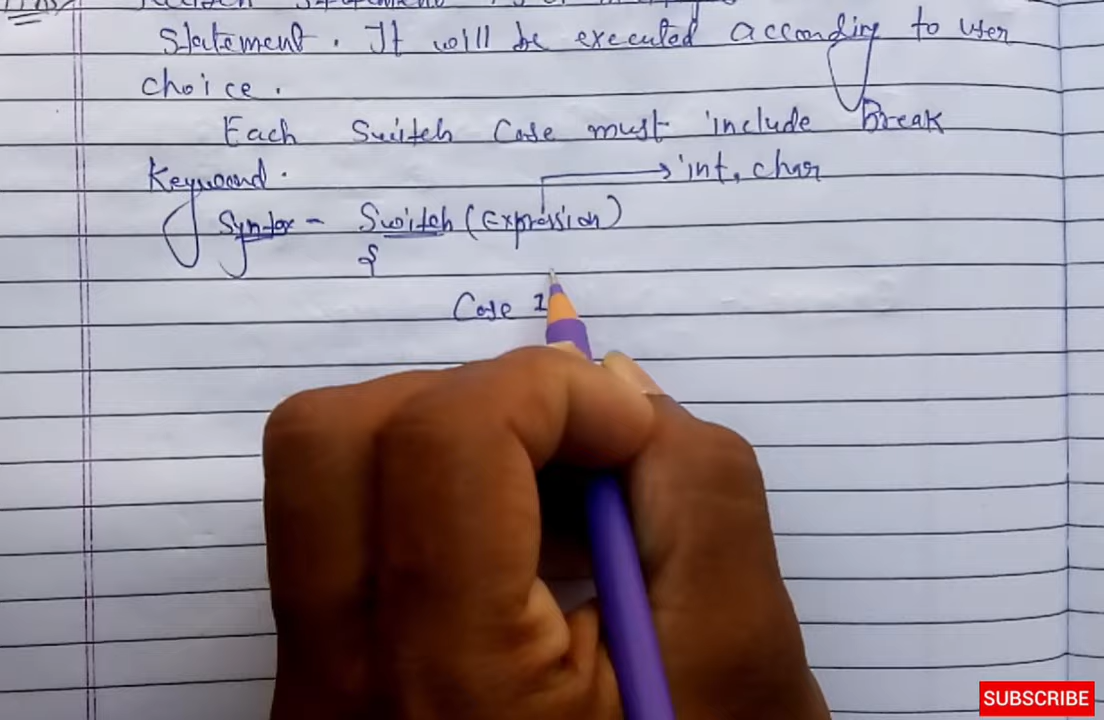 Statement. It will be executed according to user
choice.
Each Switch Case must include Break
Keyword.
int, char
Syntax - Switch (Expression)
{
Case 1
SUBSCRIBE